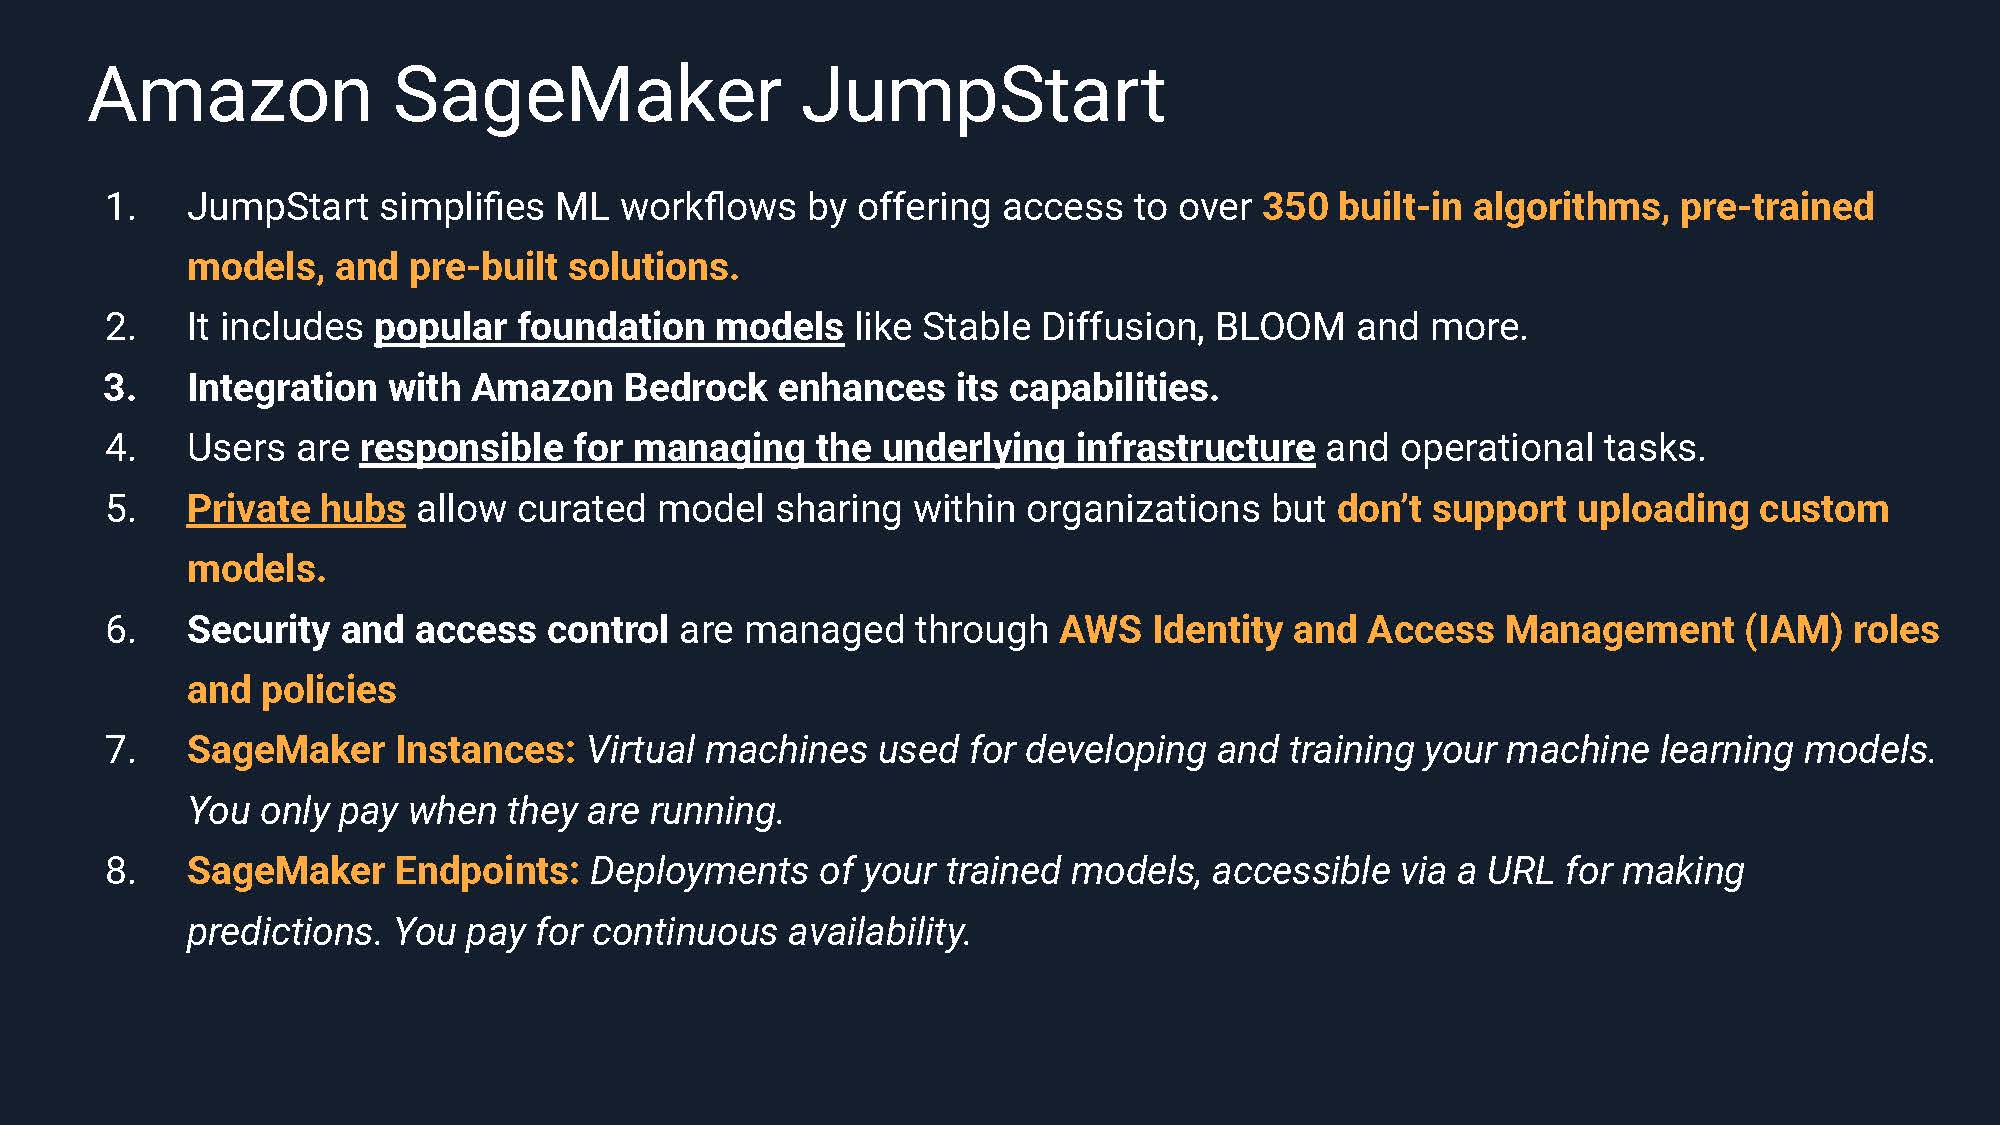 Amazon SageMaker JumpStart
1. JumpStart simplifies ML workflows by offering access to over 350 built-in algorithms, pre-trained
models, and pre-built solutions.
2. It includes popular foundation models like Stable Diffusion, BLOOM and more.
3. Integration with Amazon Bedrock enhances its capabilities.
4. Users are responsible for managing the underlying infrastructure and operational tasks.
5. Private hubs allow curated model sharing within organizations but don’t support uploading custom
models.
6. Security and access control are managed through AWS Identity and Access Management (IAM) roles
and policies
7. SageMaker Instances: Virtual machines used for developing and training your machine learning models.
You only pay when they are running.
8. SageMaker Endpoints: Deployments of your trained models, accessible via a URL for making
predictions. You pay for continuous availability.